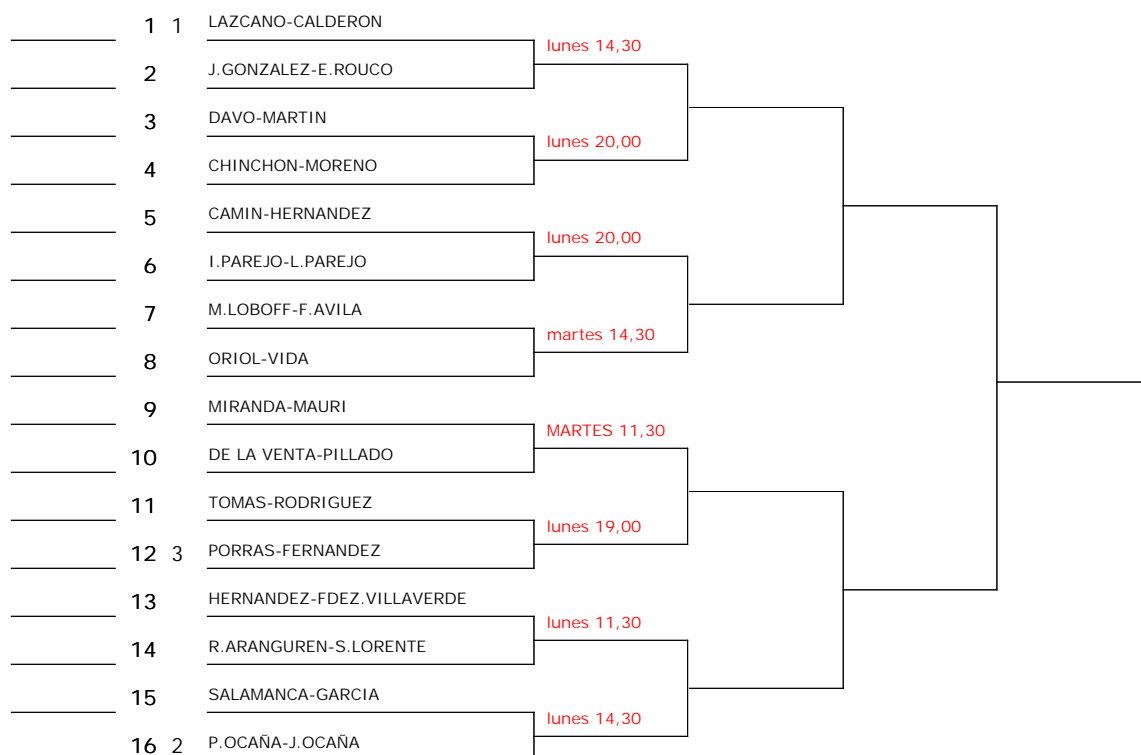 1 1 LAZCANO-CALDERON
lunes 14,30
2 J.GONZALEZ-E.ROUCO
3 DAVO-MARTIN
lunes 20,00
4 CHINCHON-MORENO
5 CAMIN-HERNANDEZ
lunes 20,00
6 I.PAREJO-L.PAREJO
7 M.LOBOFF-F.AVILA
martes 14,30
8 ORIOL-VIDA
9 MIRANDA-MAURI
MARTES 11,30
10 DE LA VENTA-PILLADO
11 TOMAS-RODRIGUEZ
lunes 19,00
12 3 PORRAS-FERNANDEZ
13 HERNANDEZ-FDEZ.VILLAVERDE
lunes 11,30
14 R.ARANGUREN-S.LORENTE
15 SALAMANCA-GARCIA
lunes 14,30
16 2 P.OCAÑA-J.OCAÑA